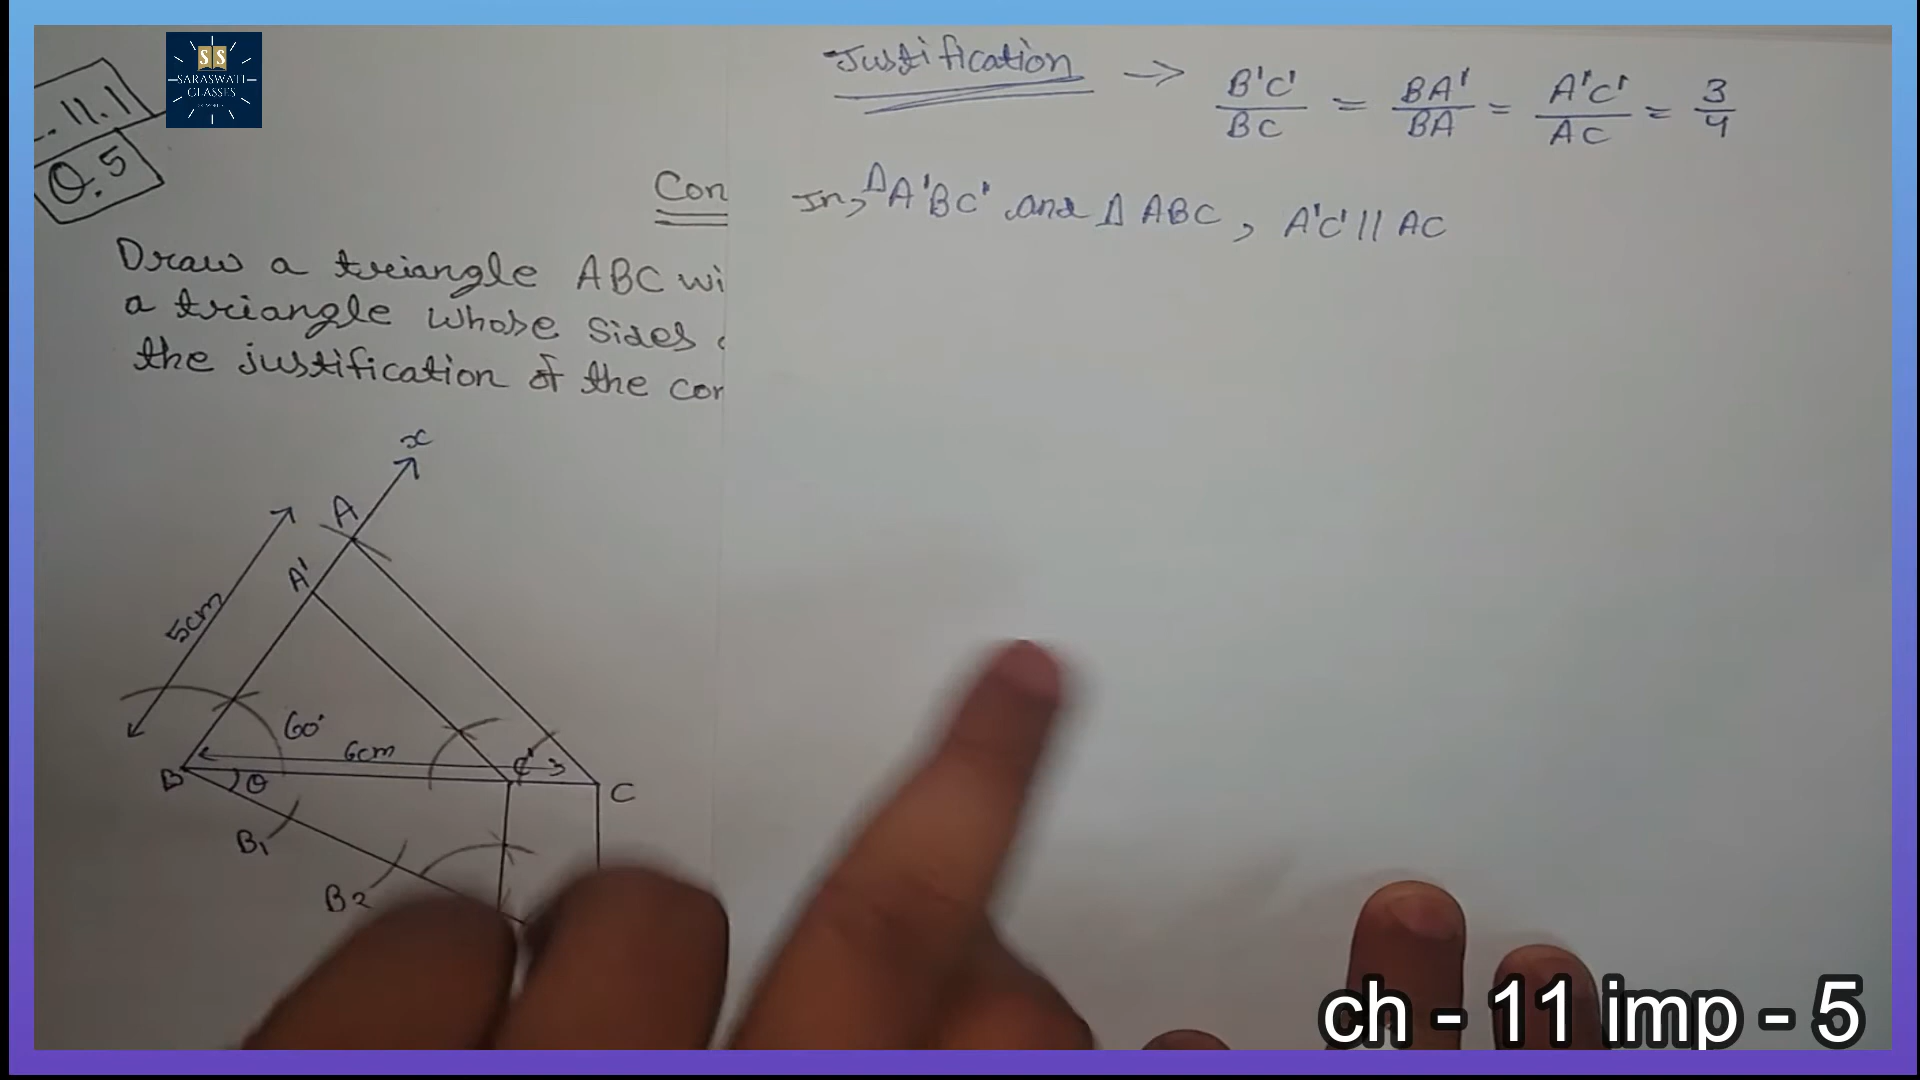 SS
SARASWATI
CLASSES
11.1
Q.5
Justification → B'C'/BC = BA'/BA = A'C'/AC = 3/4
Con
In, ΔA'BC' and Δ ABC, A'C' || AC
Draw a triangle ABC wi
a triangle whose sides
the justification of the con
x
A
A'
5cm
60°
6cm
B
θ
C'
C
B1
B2
ch - 11 imp - 5